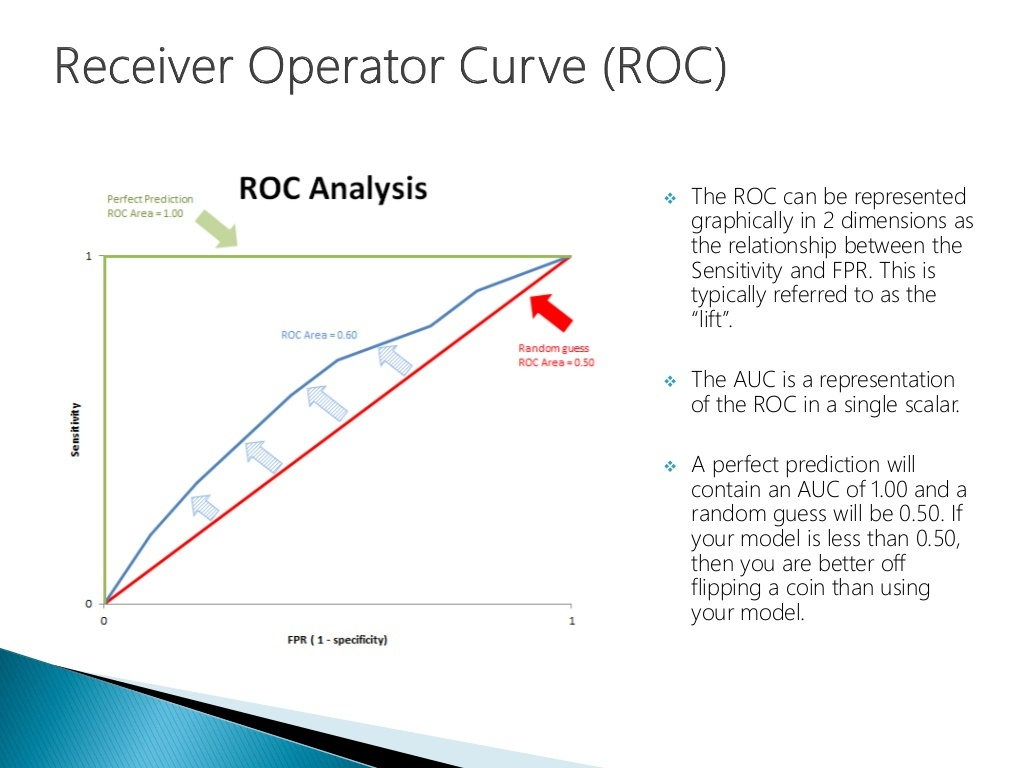 Receiver Operator Curve (ROC)
ROC Analysis
Perfect Prediction
ROC Area = 1.00
1
ROC Area = 0.60
Random guess
ROC Area = 0.50
Sensitivity
0
0
1
FPR ( 1 - specificity)
The ROC can be represented
graphically in 2 dimensions as
the relationship between the
Sensitivity and FPR. This is
typically referred to as the
“lift”.
The AUC is a representation
of the ROC in a single scalar.
A perfect prediction will
contain an AUC of 1.00 and a
random guess will be 0.50. If
your model is less than 0.50,
then you are better off
flipping a coin than using
your model.